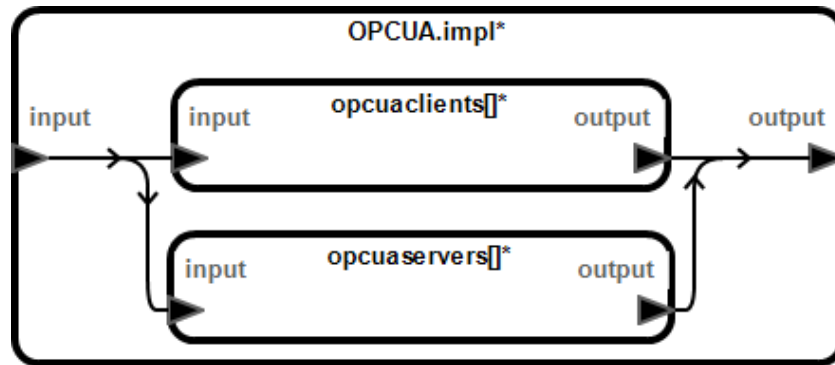 OPCUA.impl*
input
opcuaclients[]*
input
output
output
opcuaservers[]*
input
output